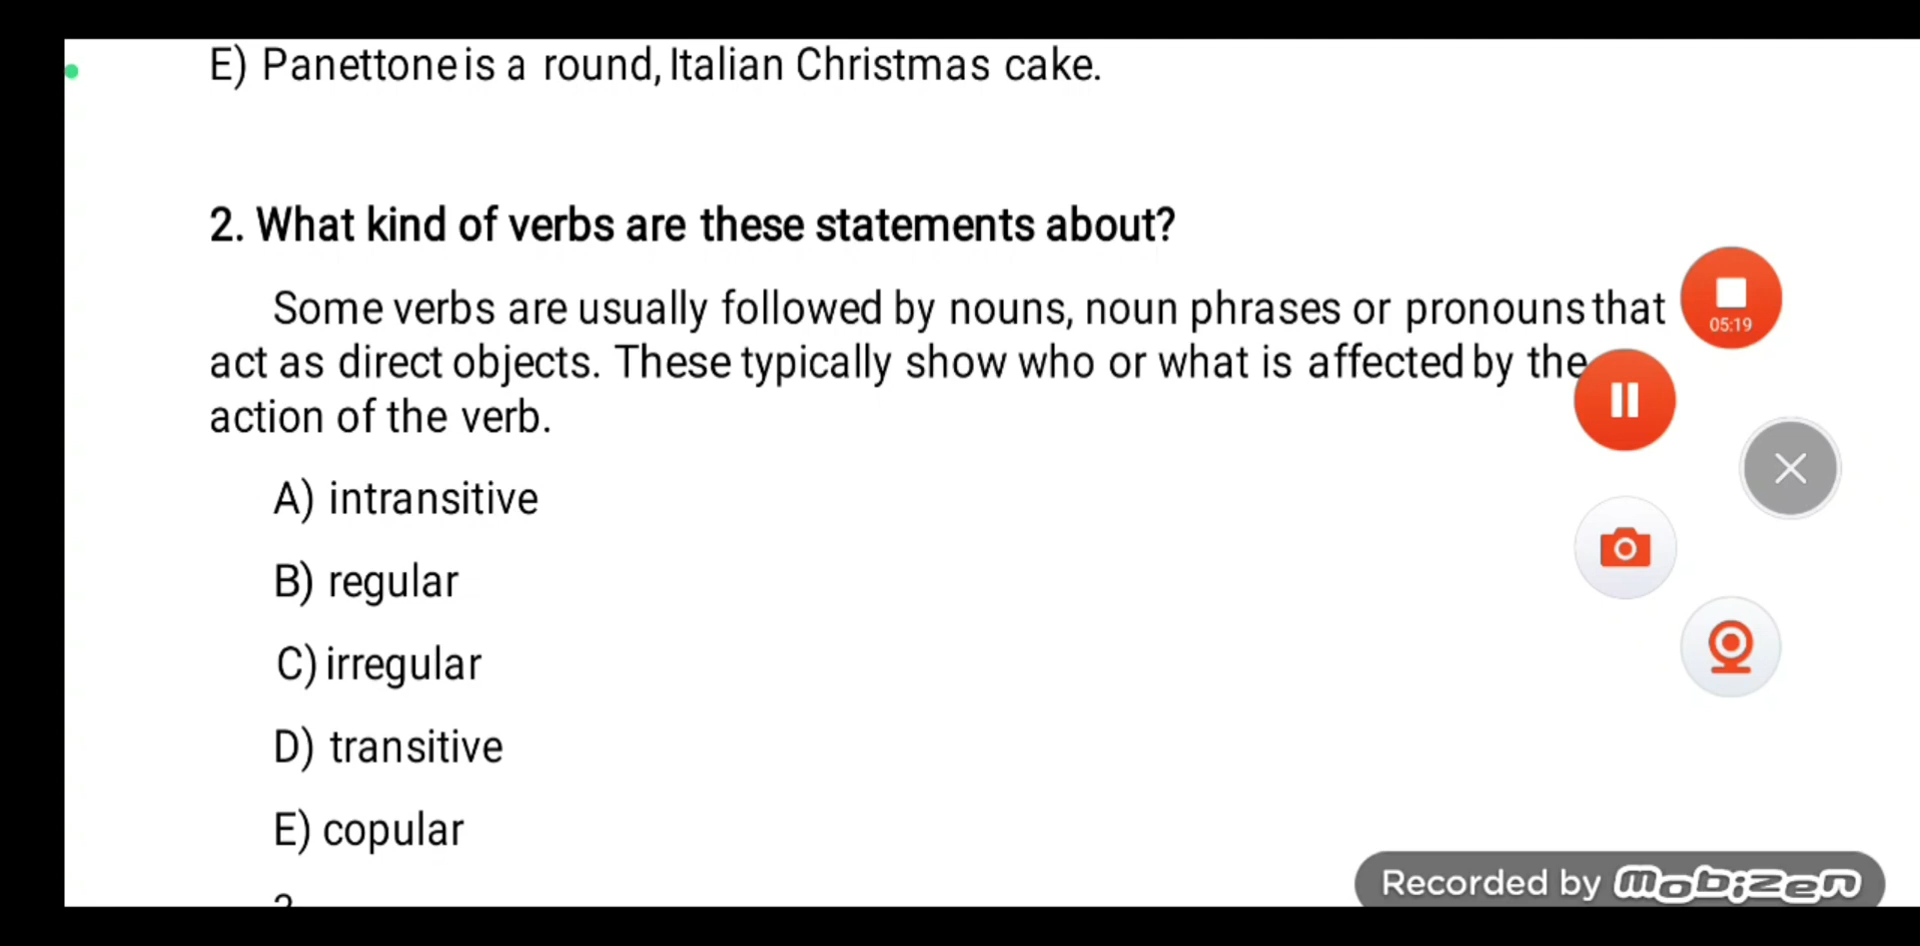 E) Panettone is a round, Italian Christmas cake.
2. What kind of verbs are these statements about?
Some verbs are usually followed by nouns, noun phrases or pronouns that
act as direct objects. These typically show who or what is affected by the
action of the verb.
A) intransitive
B) regular
C) irregular
D) transitive
E) copular
05:19
Recorded by Mobizen